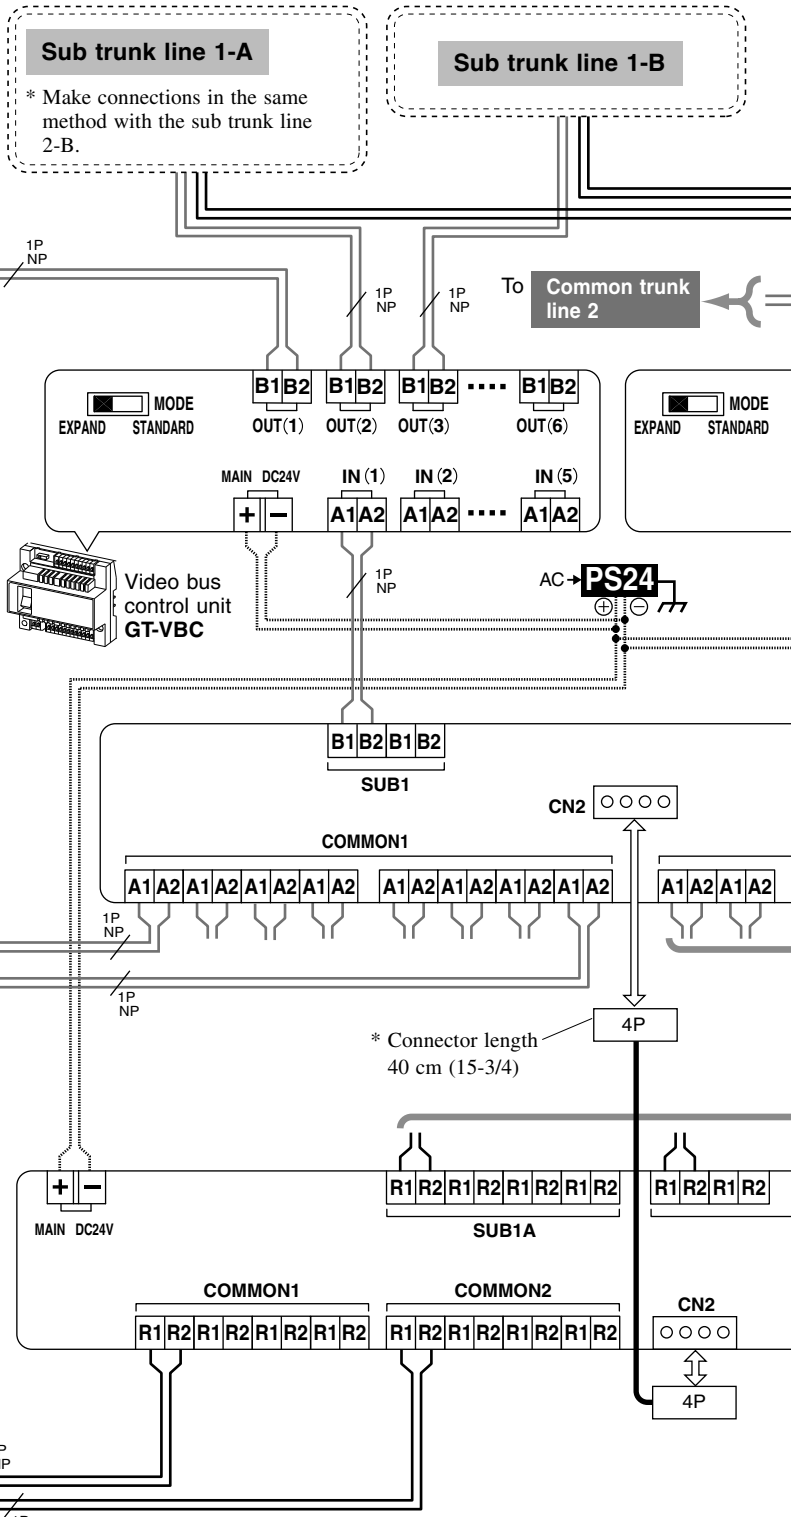 Sub trunk line 1-A
* Make connections in the same
method with the sub trunk line
2-B.
Sub trunk line 1-B
1P
NP
1P
NP
1P
NP
To
Common trunk
line 2
B1 B2 B1 B2 B1 B2 B1 B2
MODE
EXPAND STANDARD
OUT(1) OUT(2) OUT(3) OUT(6)
MODE
EXPAND STANDARD
MAIN DC24V IN (1) IN (2) IN (5)
+ − A1 A2 A1 A2 A1 A2
Video bus
control unit
GT-VBC
1P
NP
AC PS24
+ −
B1 B2 B1 B2
SUB1
CN2
COMMON1
A1 A2 A1 A2 A1 A2 A1 A2 A1 A2 A1 A2 A1 A2 A1 A2 A1 A2 A1 A2
1P
NP
1P
NP
4P
* Connector length
40 cm (15-3/4)
+ −
MAIN DC24V
R1 R2 R1 R2 R1 R2 R1 R2 R1 R2 R1 R2
SUB1A
COMMON1 COMMON2 CN2
R1 R2 R1 R2 R1 R2 R1 R2 R1 R2 R1 R2 R1 R2 R1 R2
4P